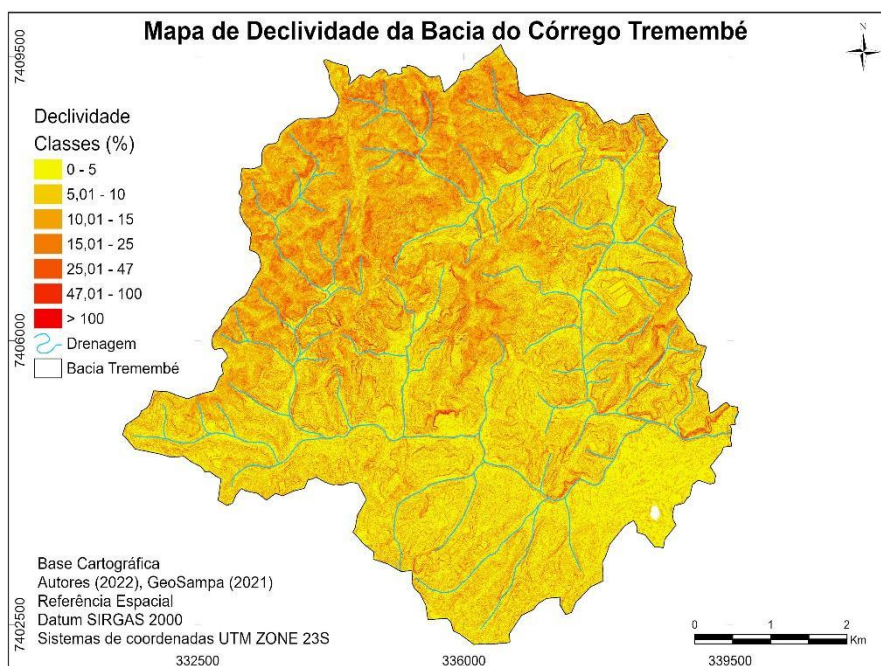 Mapa de Declividade da Bacia do Córrego Tremembé
7409500
Declividade
Classes (%)
0 - 5
5,01 - 10
10,01 - 15
15,01 - 25
25,01 - 47
47,01 - 100
> 100
Drenagem
Bacia Tremembé
7406000
Base Cartográfica
Autores (2022), GeoSampa (2021)
Referência Espacial
Datum SIRGAS 2000
Sistemas de coordenadas UTM ZONE 23S
7402500
0 1 2
Km
332500 336000 339500